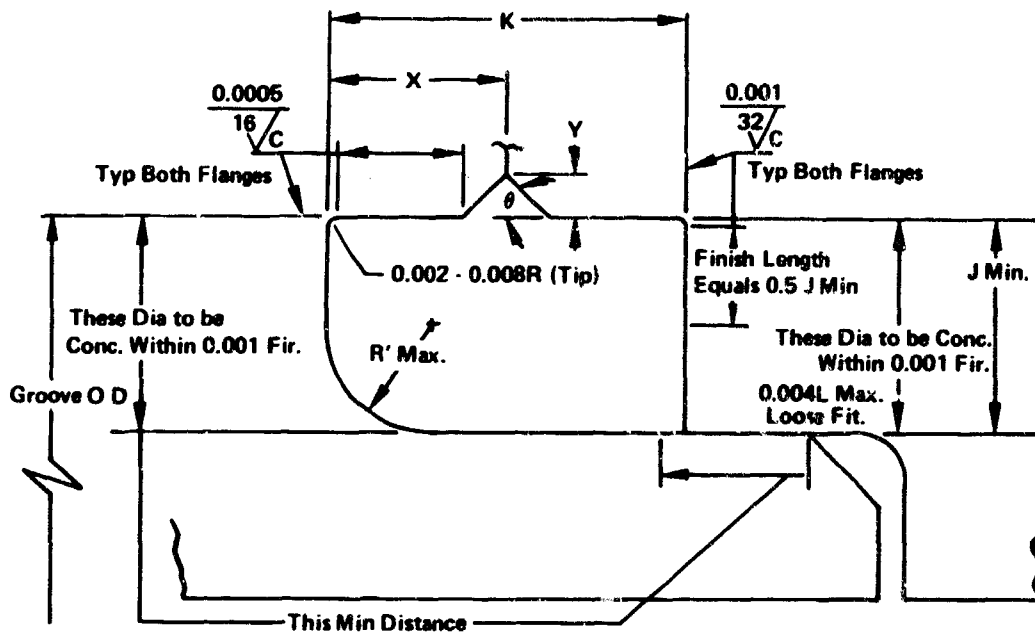 K
X
0.0005
16
C
0.001
32
C
Y
Typ Both Flanges
Typ Both Flanges
θ
0.002 - 0.008R (Tip)
Finish Length
Equals 0.5 J Min
J Min.
These Dia to be
Conc. Within 0.001 Fir.
R' Max.
These Dia to be Conc.
Within 0.001 Fir.
Groove O D
0.004L Max.
Loose Fit.
This Min Distance